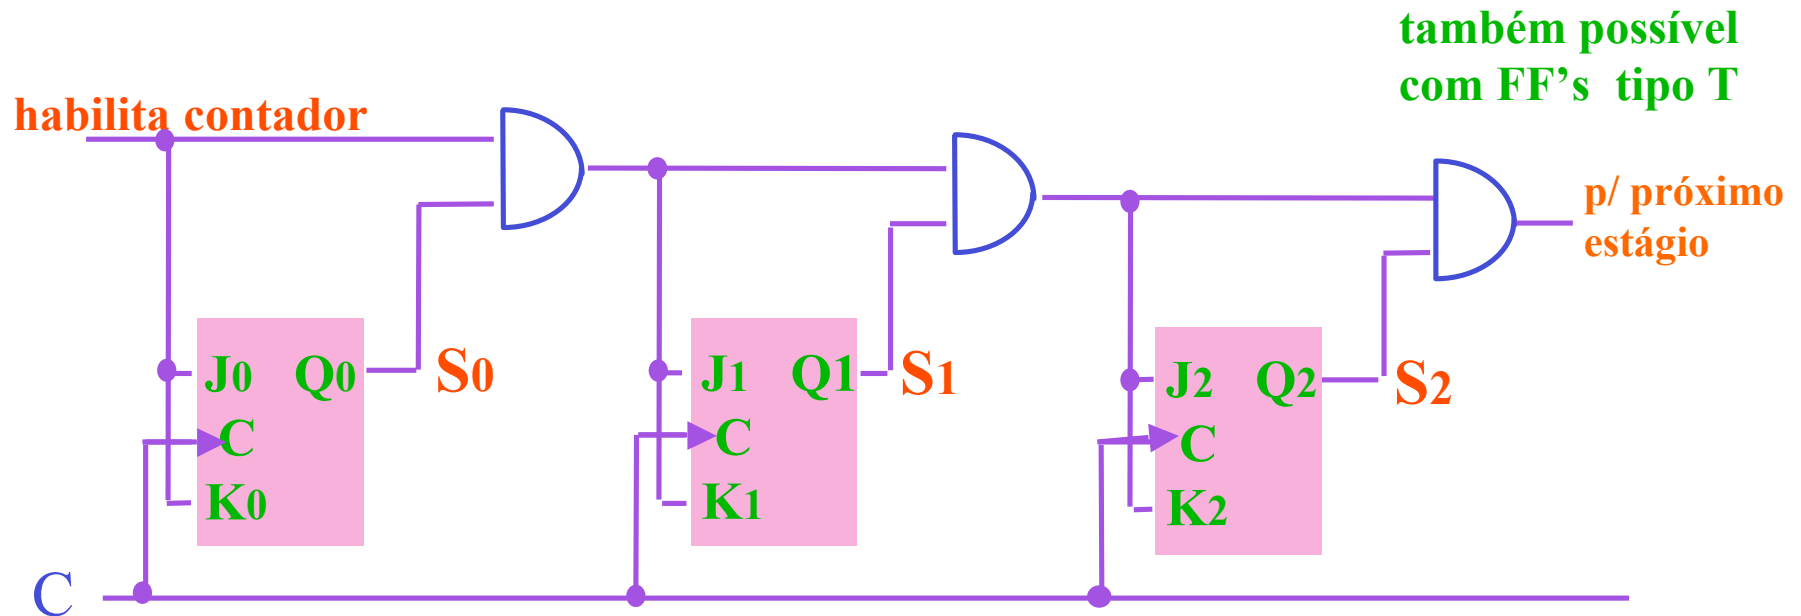 também possível
com FF's  tipo T
habilita contador
p/ próximo
estágio
J0 Q0 S0
C
K0
J1 Q1 S1
C
K1
J2 Q2 S2
C
K2
C